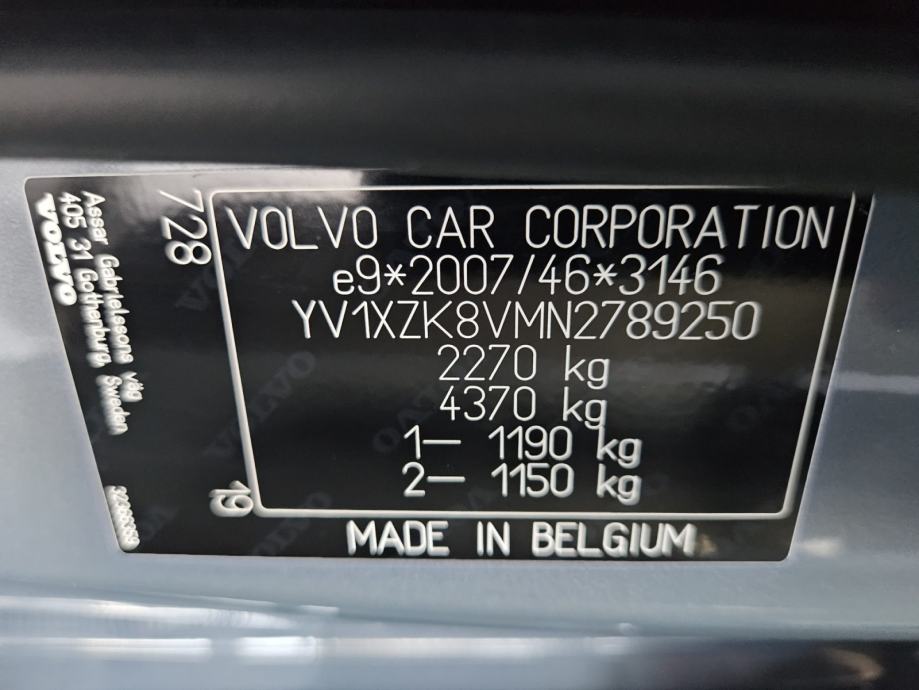 VOLVO CAR CORPORATION
e9*2007/46*3146
YV1XZK8VMN2789250
2270 kg
4370 kg
1– 1190 kg
2– 1150 kg
MADE IN BELGIUM
728
19
VOLVO
Assar Gabrielssons väg
405 31 Gothenburg, Sweden